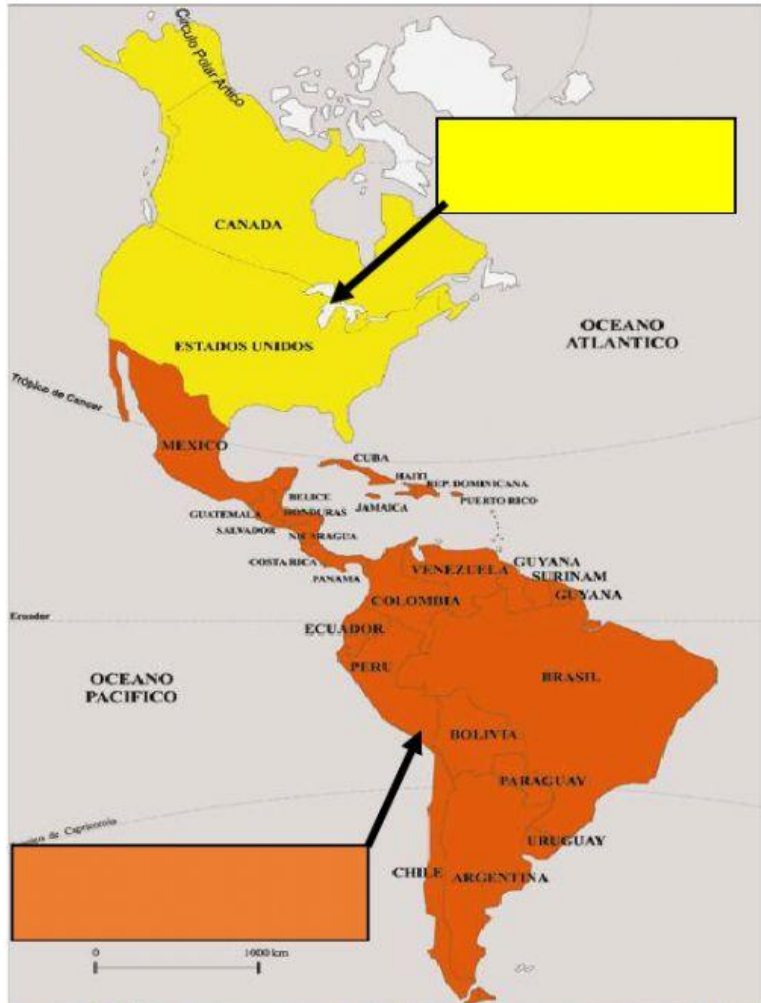 Círculo Polar Artico
CANADA
ESTADOS UNIDOS
OCEANO
ATLANTICO
Trópico de Cancer
MEXICO
CUBA
HAITI
REP. DOMINICANA
PUERTO RICO
JAMAICA
BELICE
GUATEMALA
HONDURAS
SALVADOR
NICARAGUA
COSTA RICA
PANAMA
VENEZUELA
GUYANA
SURINAM
GUYANA
COLOMBIA
Ecuador
ECUADOR
PERU
BRASIL
OCEANO
PACIFICO
BOLIVIA
PARAGUAY
de Capricornio
URUGUAY
CHILE
ARGENTINA
0
1000 km